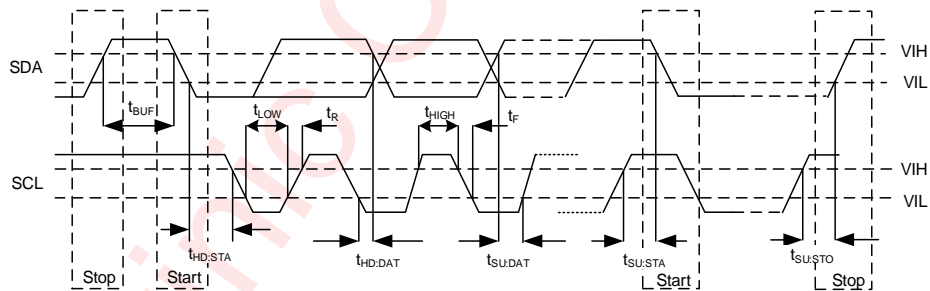 SDA
VIH
VIL
tBUF
tLOW
tR
tHIGH
tF
SCL
VIH
VIL
tHD:STA
tHD:DAT
tSU:DAT
tSU:STA
tSU:STO
Stop
Start
Start
Stop